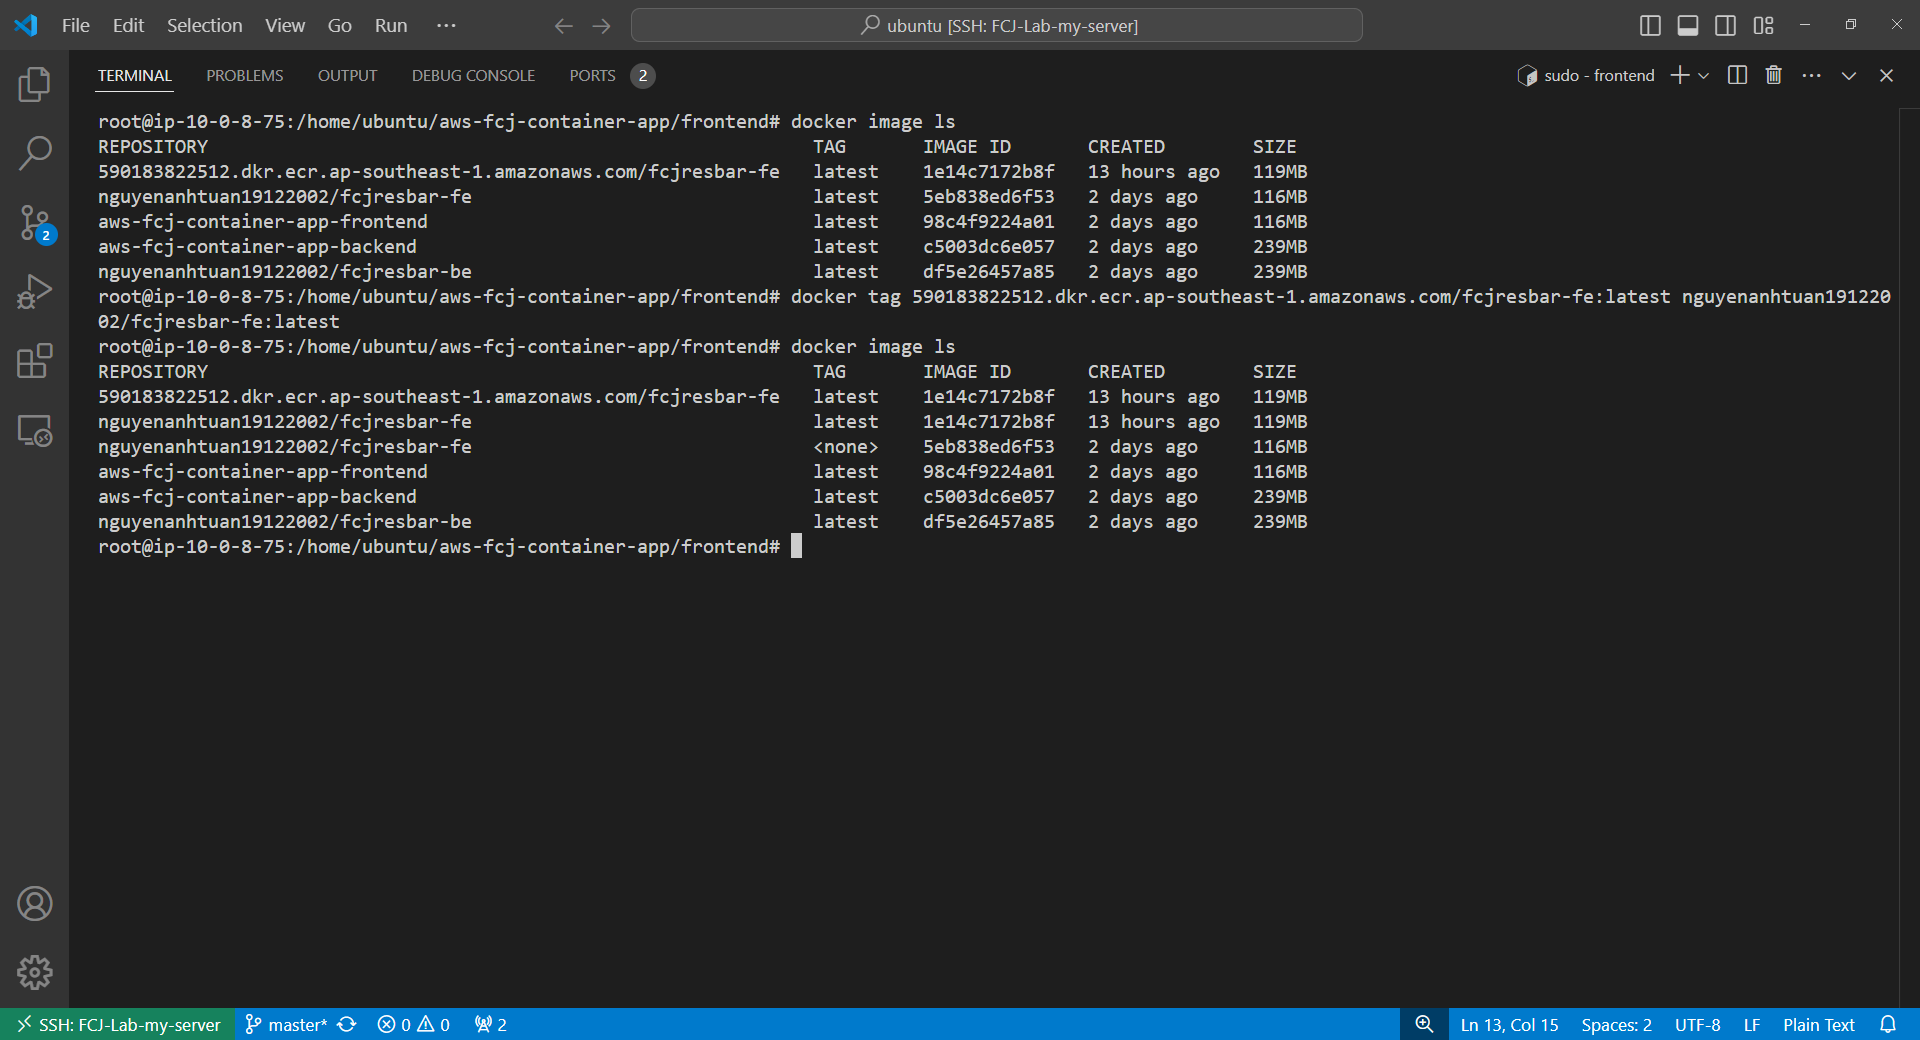 File Edit Selection View Go Run ···
ubuntu [SSH: FCJ-Lab-my-server]
TERMINAL PROBLEMS OUTPUT DEBUG CONSOLE PORTS 2
sudo - frontend
root@ip-10-0-8-75:/home/ubuntu/aws-fcj-container-app/frontend# docker image ls
REPOSITORY TAG IMAGE ID CREATED SIZE
590183822512.dkr.ecr.ap-southeast-1.amazonaws.com/fcjresbar-fe latest 1e14c7172b8f 13 hours ago 119MB
nguyenanhtuan19122002/fcjresbar-fe latest 5eb838ed6f53 2 days ago 116MB
aws-fcj-container-app-frontend latest 98c4f9224a01 2 days ago 116MB
aws-fcj-container-app-backend latest c5003dc6e057 2 days ago 239MB
nguyenanhtuan19122002/fcjresbar-be latest df5e26457a85 2 days ago 239MB
root@ip-10-0-8-75:/home/ubuntu/aws-fcj-container-app/frontend# docker tag 590183822512.dkr.ecr.ap-southeast-1.amazonaws.com/fcjresbar-fe:latest nguyenanhtuan191220
02/fcjresbar-fe:latest
root@ip-10-0-8-75:/home/ubuntu/aws-fcj-container-app/frontend# docker image ls
REPOSITORY TAG IMAGE ID CREATED SIZE
590183822512.dkr.ecr.ap-southeast-1.amazonaws.com/fcjresbar-fe latest 1e14c7172b8f 13 hours ago 119MB
nguyenanhtuan19122002/fcjresbar-fe latest 1e14c7172b8f 13 hours ago 119MB
nguyenanhtuan19122002/fcjresbar-fe <none> 5eb838ed6f53 2 days ago 116MB
aws-fcj-container-app-frontend latest 98c4f9224a01 2 days ago 116MB
aws-fcj-container-app-backend latest c5003dc6e057 2 days ago 239MB
nguyenanhtuan19122002/fcjresbar-be latest df5e26457a85 2 days ago 239MB
root@ip-10-0-8-75:/home/ubuntu/aws-fcj-container-app/frontend#
2
SSH: FCJ-Lab-my-server master* 0 0 2 Ln 13, Col 15 Spaces: 2 UTF-8 LF Plain Text